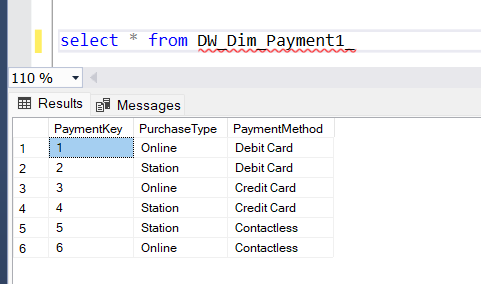 select * from DW_Dim_Payment1_
110 %
Results Messages
PaymentKey PurchaseType PaymentMethod
1 1 Online Debit Card
2 2 Station Debit Card
3 3 Online Credit Card
4 4 Station Credit Card
5 5 Station Contactless
6 6 Online Contactless